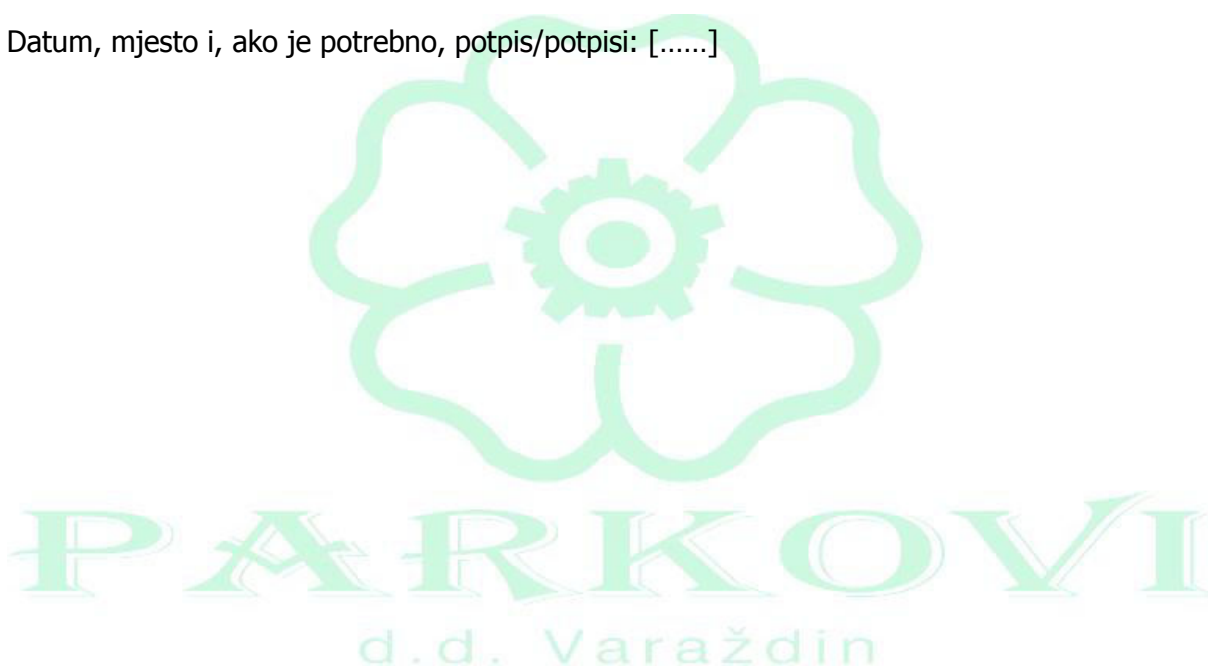 Datum, mjesto i, ako je potrebno, potpis/potpisi: [……]
PARKOVI
d.d. Varaždin